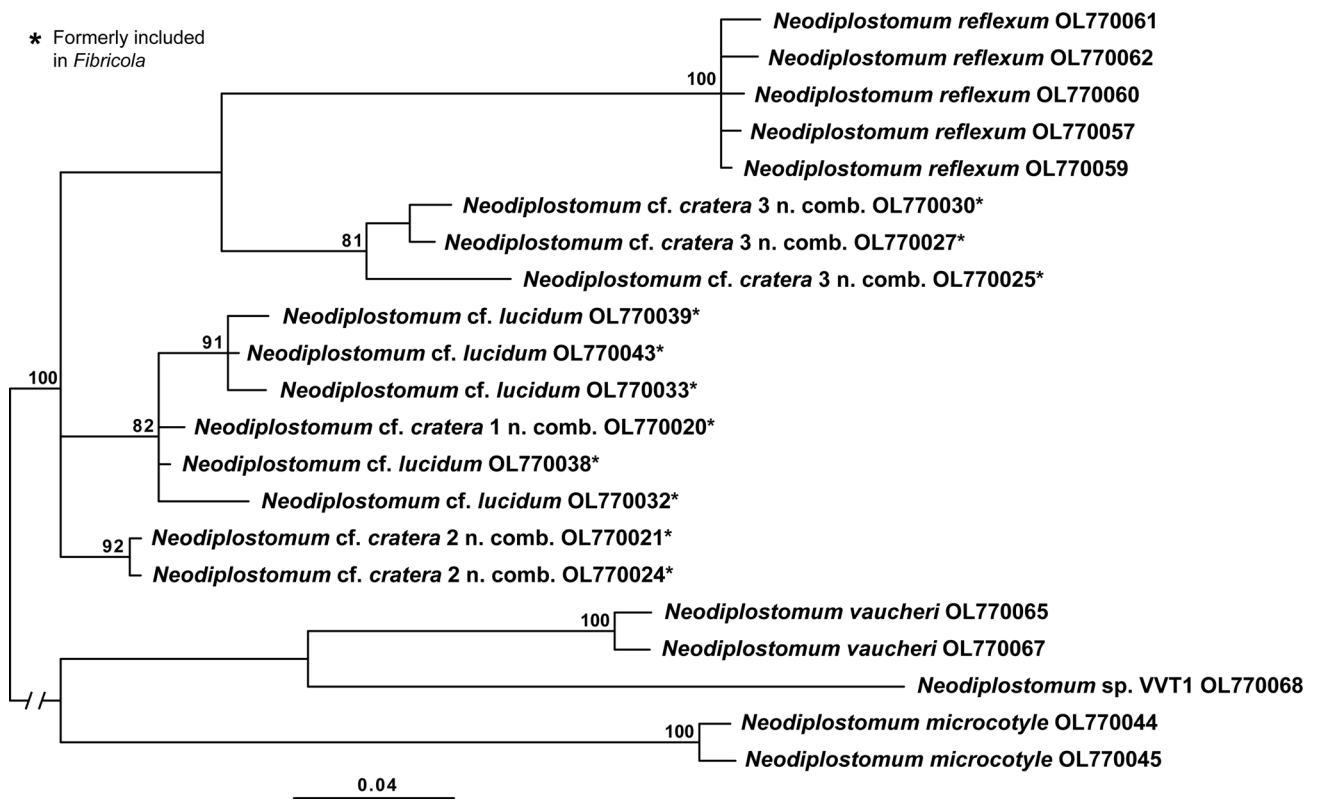 * Formerly included
in Fibricola
Neodiplostomum reflexum OL770061
Neodiplostomum reflexum OL770062
100
Neodiplostomum reflexum OL770060
Neodiplostomum reflexum OL770057
Neodiplostomum reflexum OL770059
Neodiplostomum cf. cratera 3 n. comb. OL770030*
81
Neodiplostomum cf. cratera 3 n. comb. OL770027*
Neodiplostomum cf. cratera 3 n. comb. OL770025*
Neodiplostomum cf. lucidum OL770039*
91
Neodiplostomum cf. lucidum OL770043*
100
Neodiplostomum cf. lucidum OL770033*
82
Neodiplostomum cf. cratera 1 n. comb. OL770020*
Neodiplostomum cf. lucidum OL770038*
Neodiplostomum cf. lucidum OL770032*
92
Neodiplostomum cf. cratera 2 n. comb. OL770021*
Neodiplostomum cf. cratera 2 n. comb. OL770024*
100
Neodiplostomum vaucheri OL770065
Neodiplostomum vaucheri OL770067
Neodiplostomum sp. VVT1 OL770068
100
Neodiplostomum microcotyle OL770044
Neodiplostomum microcotyle OL770045
0.04